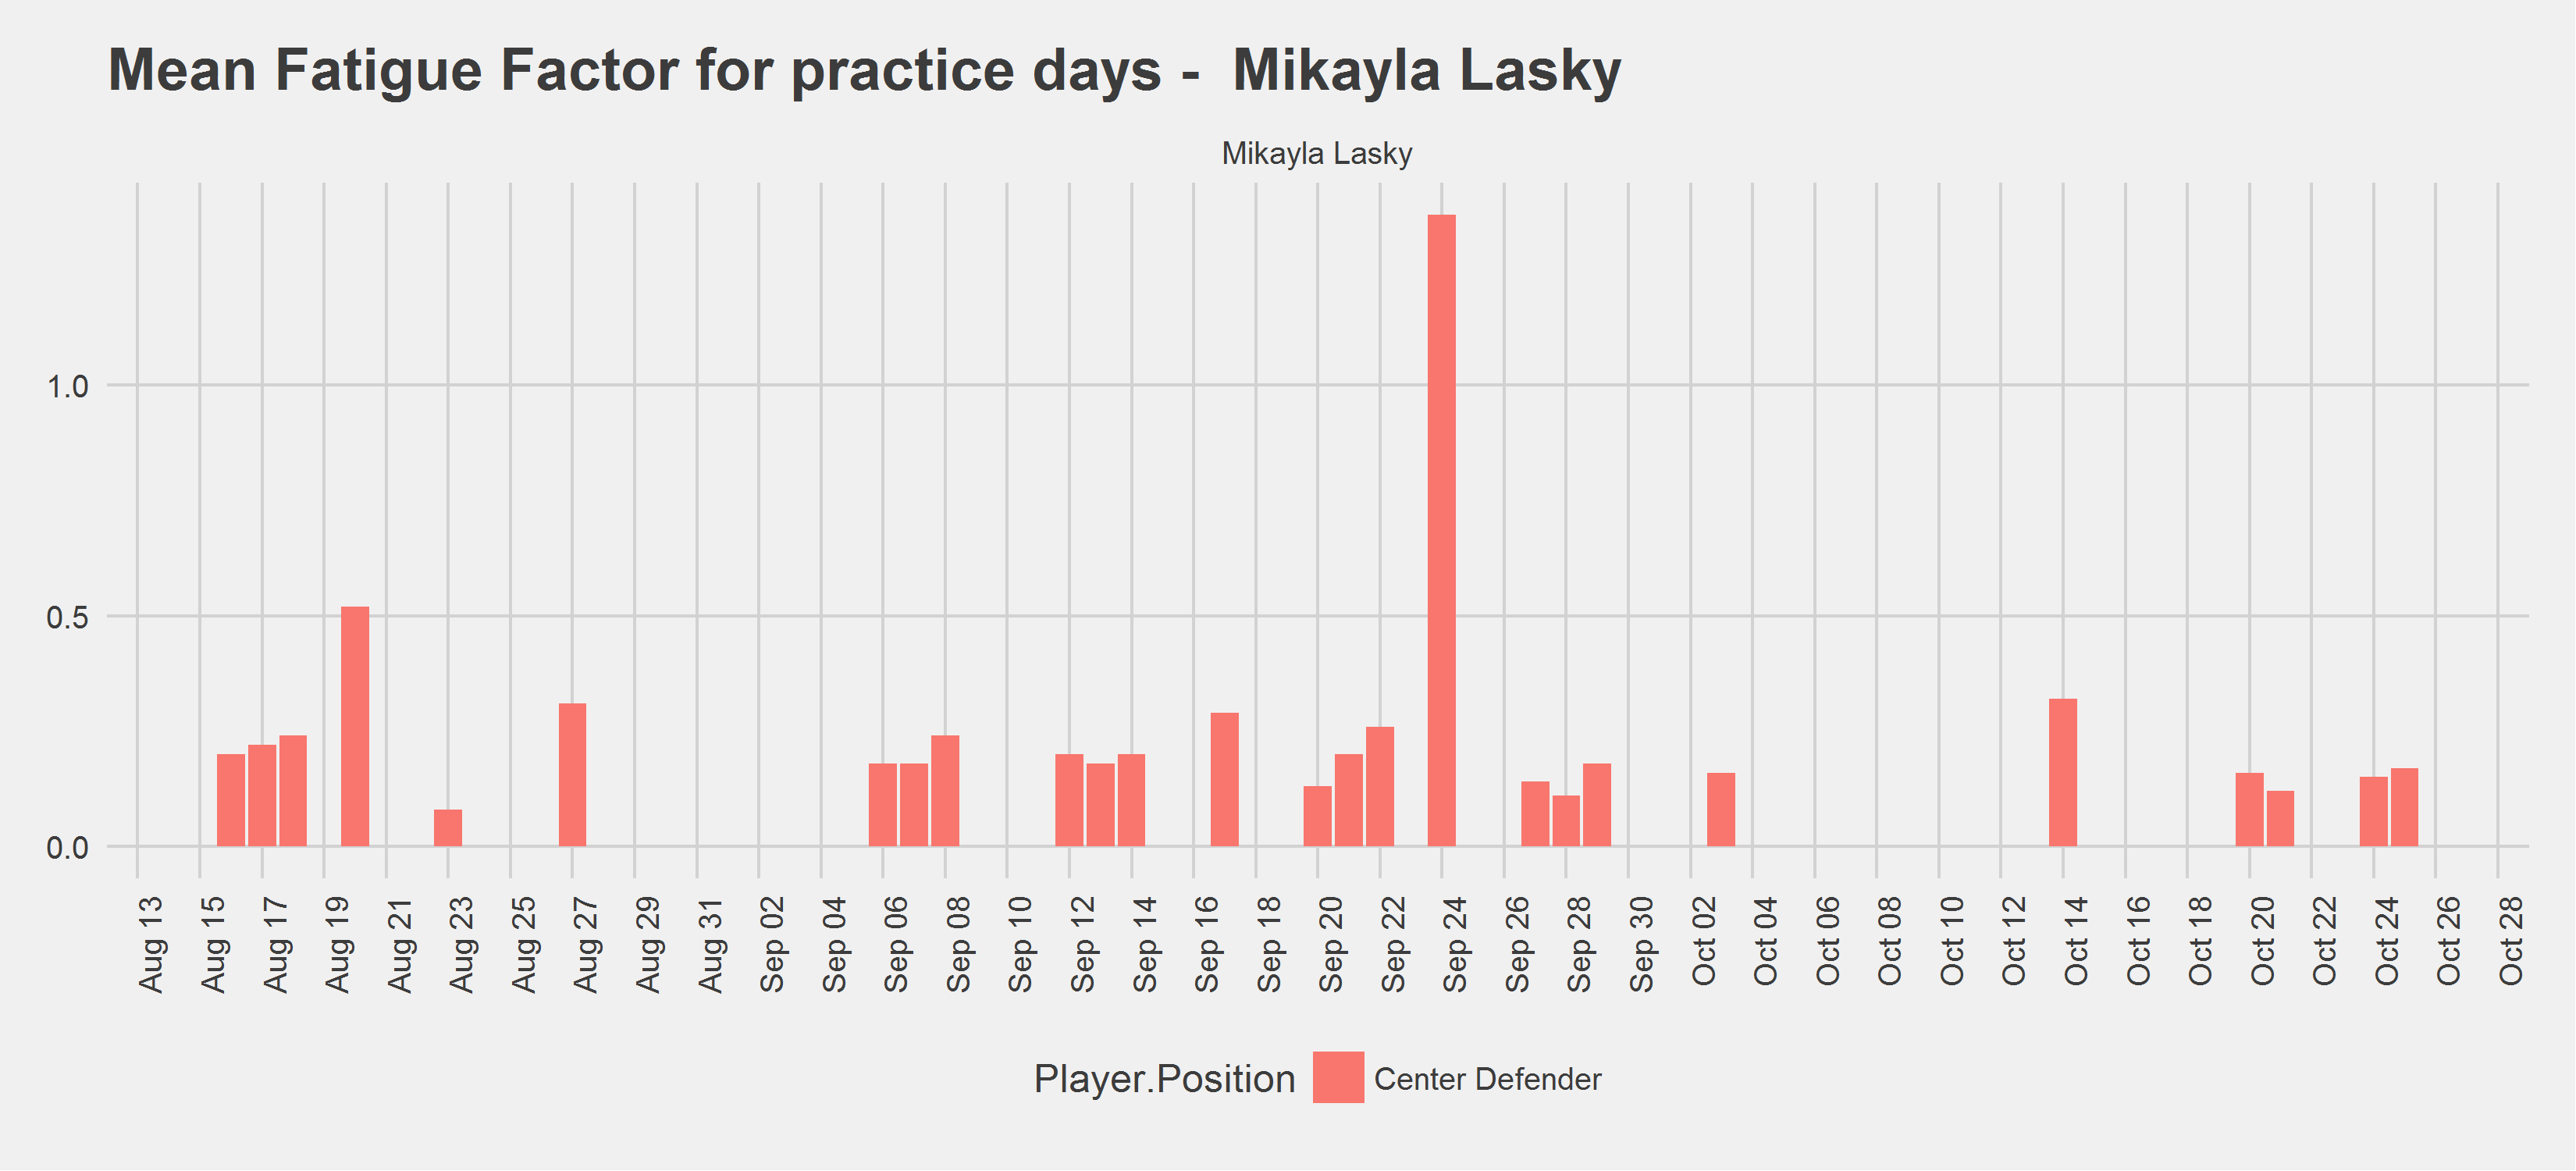 Mean Fatigue Factor for practice days -  Mikayla Lasky
Mikayla Lasky
1.0
0.5
0.0
Aug 13
Aug 15
Aug 17
Aug 19
Aug 21
Aug 23
Aug 25
Aug 27
Aug 29
Aug 31
Sep 02
Sep 04
Sep 06
Sep 08
Sep 10
Sep 12
Sep 14
Sep 16
Sep 18
Sep 20
Sep 22
Sep 24
Sep 26
Sep 28
Sep 30
Oct 02
Oct 04
Oct 06
Oct 08
Oct 10
Oct 12
Oct 14
Oct 16
Oct 18
Oct 20
Oct 22
Oct 24
Oct 26
Oct 28
Player.Position
Center Defender